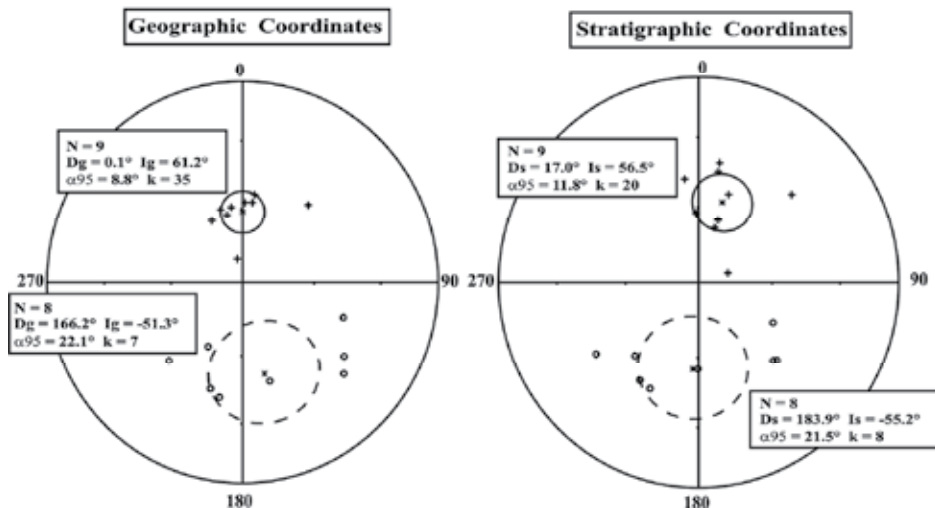 Geographic Coordinates
0
N = 9
Dg = 0.1° Ig = 61.2°
α95 = 8.8° k = 35
270
90
N = 8
Dg = 166.2° Ig = -51.3°
α95 = 22.1° k = 7
180
Stratigraphic Coordinates
0
N = 9
Ds = 17.0° Is = 56.5°
α95 = 11.8° k = 20
270
90
N = 8
Ds = 183.9° Is = -55.2°
α95 = 21.5° k = 8
180